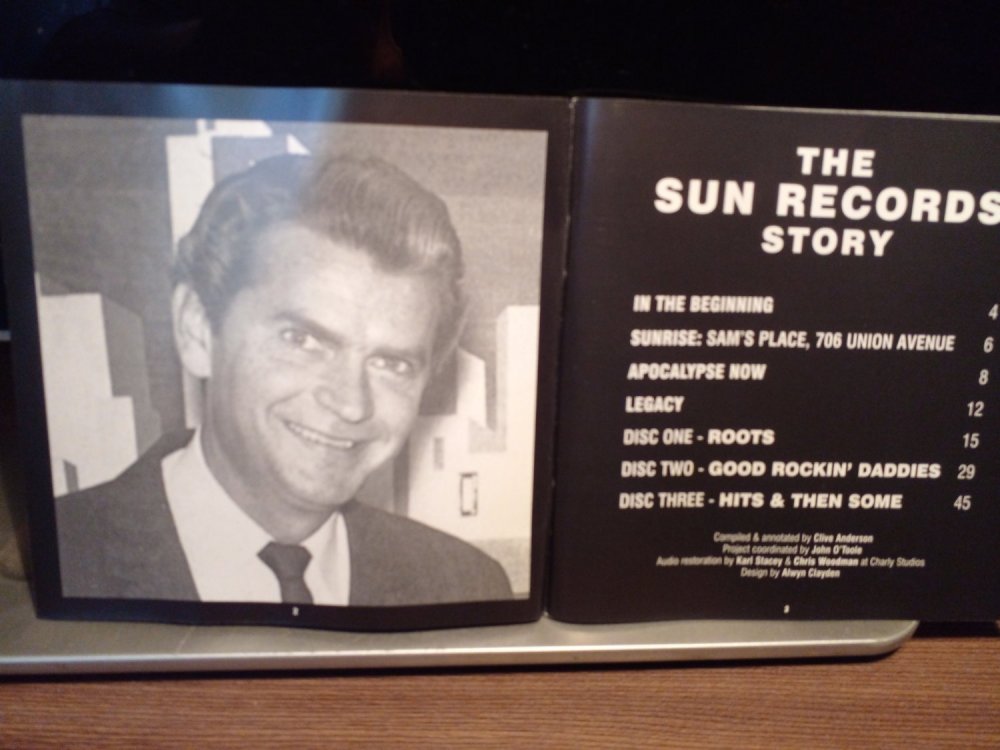 THE
SUN RECORDS
STORY
IN THE BEGINNING 4
SUNRISE: SAM'S PLACE, 706 UNION AVENUE 6
APOCALYPSE NOW 8
LEGACY 12
DISC ONE - ROOTS 15
DISC TWO - GOOD ROCKIN' DADDIES 29
DISC THREE - HITS & THEN SOME 45
Compiled & annotated by Clive Anderson
Project coordinated by John O'Toole
Audio restoration by Karl Stacey & Chris Woodman at Charly Studios
Design by Alwyn Clayden
2
3